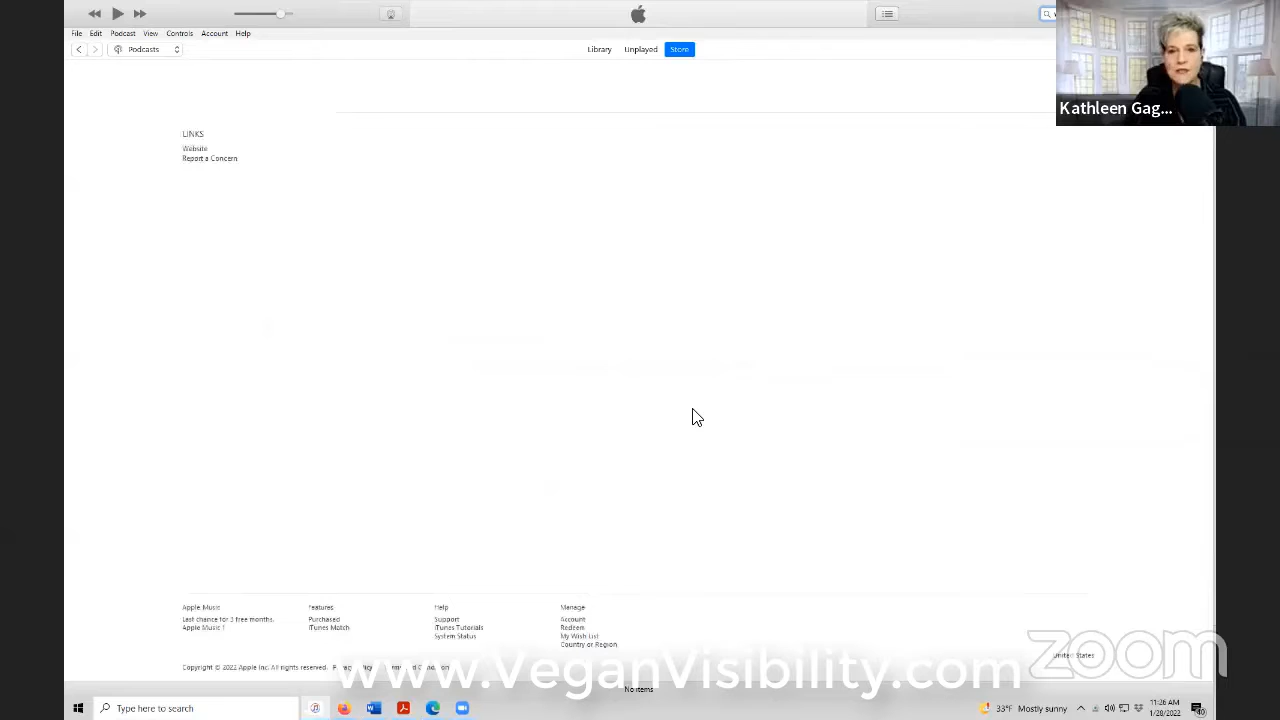 File Edit Podcast View Controls Account Help
Podcasts
Library Unplayed Store
Kathleen Gag...
LINKS
Website
Report a Concern
Apple Music
Last chance for 3 free months.
Features
Purchased
iTunes Match
Help
Support
iTunes Tutorials
System Status
Manage
Account
Redeem
My Wish List
Country or Region
United States
zoom
Copyright © 2022 Apple Inc. All rights reserved.
www.VeganVisibility.com
No items
Type here to search
33°F Mostly sunny
11:26 AM
1/28/2022